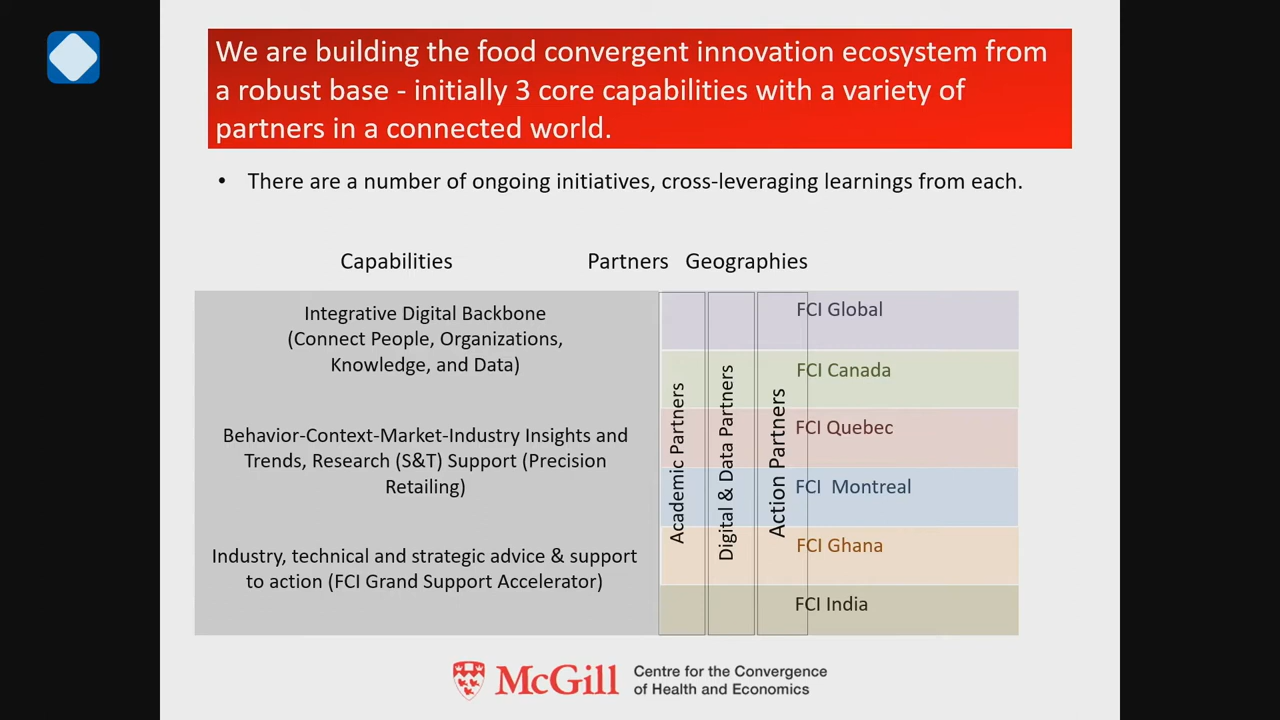 We are building the food convergent innovation ecosystem from
a robust base - initially 3 core capabilities with a variety of
partners in a connected world.
• There are a number of ongoing initiatives, cross-leveraging learnings from each.
Capabilities
Partners
Geographies
Integrative Digital Backbone
(Connect People, Organizations,
Knowledge, and Data)
Behavior-Context-Market-Industry Insights and
Trends, Research (S&T) Support (Precision
Retailing)
Industry, technical and strategic advice & support
to action (FCI Grand Support Accelerator)
Academic Partners
Digital & Data Partners
Action Partners
FCI Global
FCI Canada
FCI Quebec
FCI  Montreal
FCI Ghana
FCI India
McGill
Centre for the Convergence
of Health and Economics